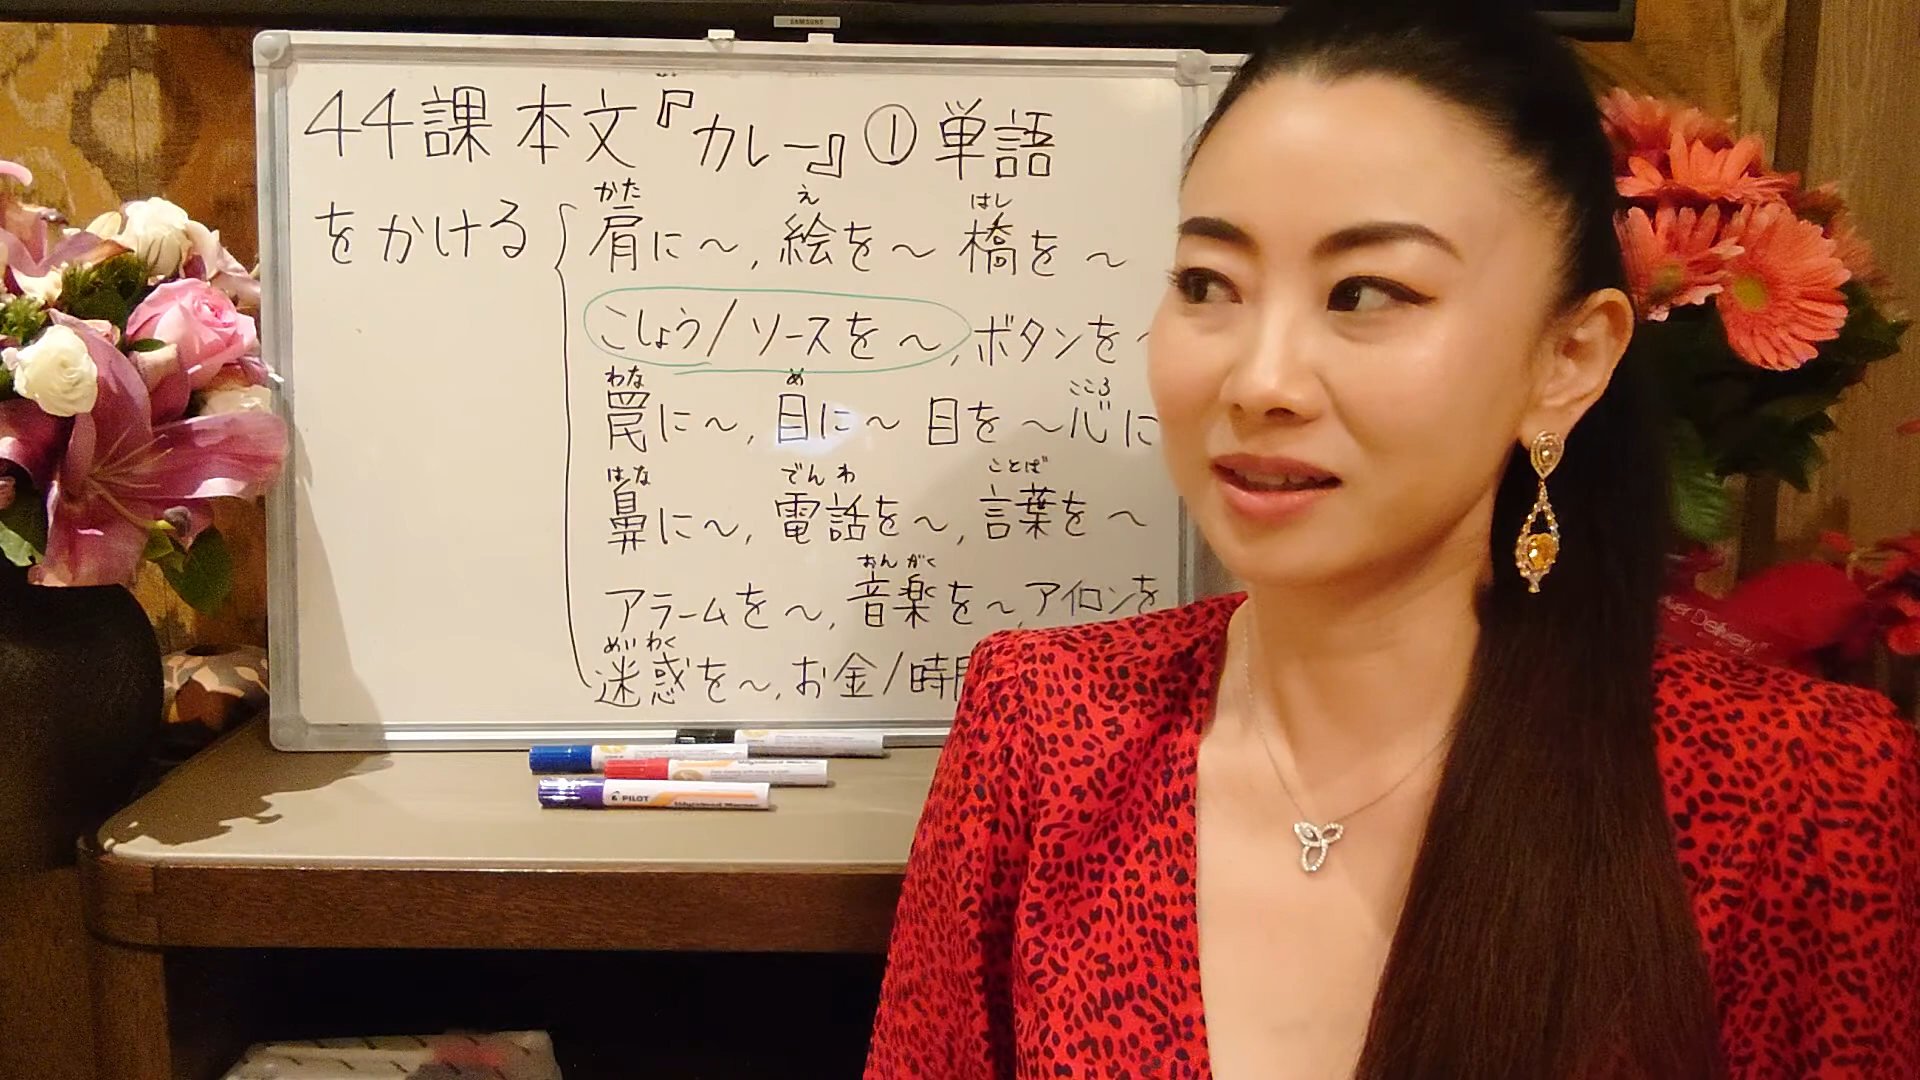 SAMSUNG
44課 本文『カレー』① 単語
かた え はし
をかける 肩に〜, 絵を〜 橋を 〜
こしょう/ソースを 〜, ボタンを
わな め こころ
罠に〜, 目に〜 目を 〜心に
はな でんわ ことば
鼻に〜, 電話を〜, 言葉を 〜
おんがく
アラームを 〜, 音楽を〜, アイロンを
めいわく
迷惑を〜, お金/時
PILOT